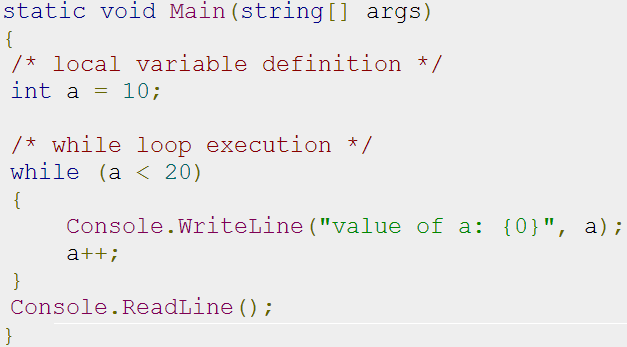 static void Main(string[] args)
{
/* local variable definition */
int a = 10;
/* while loop execution */
while (a < 20)
{
Console.WriteLine("value of a: {0}", a);
a++;
}
Console.ReadLine();
}